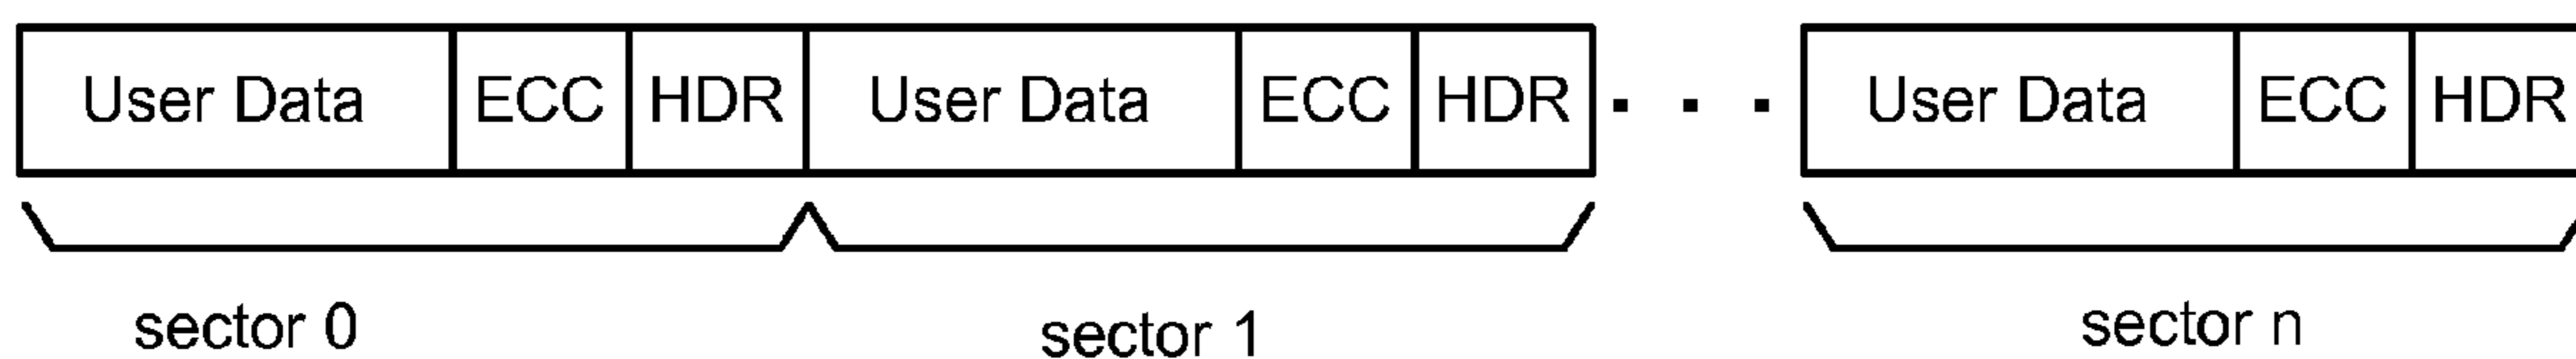 User Data ECC HDR User Data ECC HDR . . . User Data ECC HDR
sector 0 sector 1 sector n